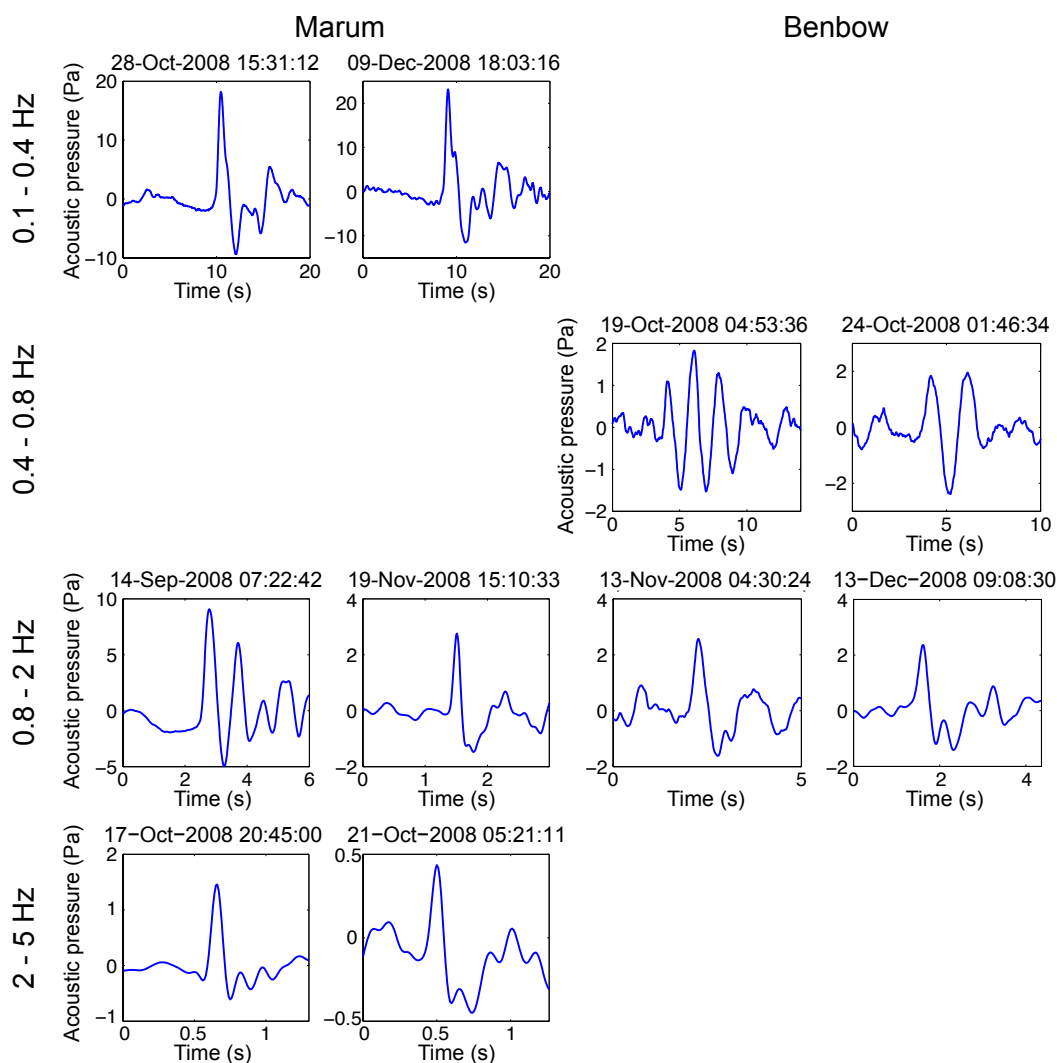 Marum
Benbow
0.1 - 0.4 Hz
28-Oct-2008 15:31:12
09-Dec-2008 18:03:16
Acoustic pressure (Pa)
20
10
0
−10
0
10
20
Time (s)
20
10
0
−10
0
10
20
Time (s)
0.4 - 0.8 Hz
19-Oct-2008 04:53:36
24-Oct-2008 01:46:34
Acoustic pressure (Pa)
2
1
0
−1
−2
0
5
10
Time (s)
2
0
−2
0
5
10
Time (s)
0.8 - 2 Hz
14-Sep-2008 07:22:42
19-Nov-2008 15:10:33
13-Nov-2008 04:30:24
13−Dec−2008 09:08:30
Acoustic pressure (Pa)
10
5
0
−5
0
2
4
6
Time (s)
4
2
0
−2
0
1
2
Time (s)
4
2
0
−2
0
5
Time (s)
4
2
0
−2
0
2
4
Time (s)
2 - 5 Hz
17−Oct−2008 20:45:00
21−Oct−2008 05:21:11
Acoustic pressure (Pa)
2
1
0
−1
0
0.5
1
Time (s)
0.5
0
−0.5
0
0.5
1
Time (s)